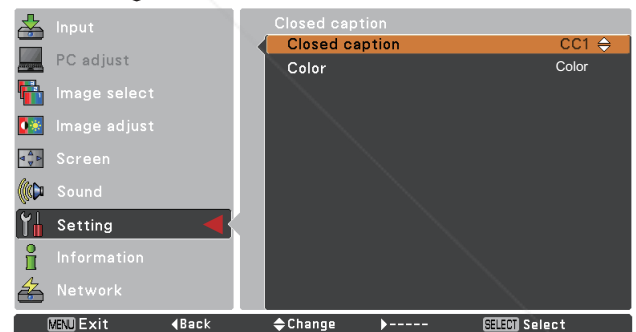 Input
PC adjust
Image select
Image adjust
Screen
Sound
Setting
Information
Network
Closed caption
Closed caption CC1
Color Color
MENU Exit ◀Back Change ▶----- SELECT Select